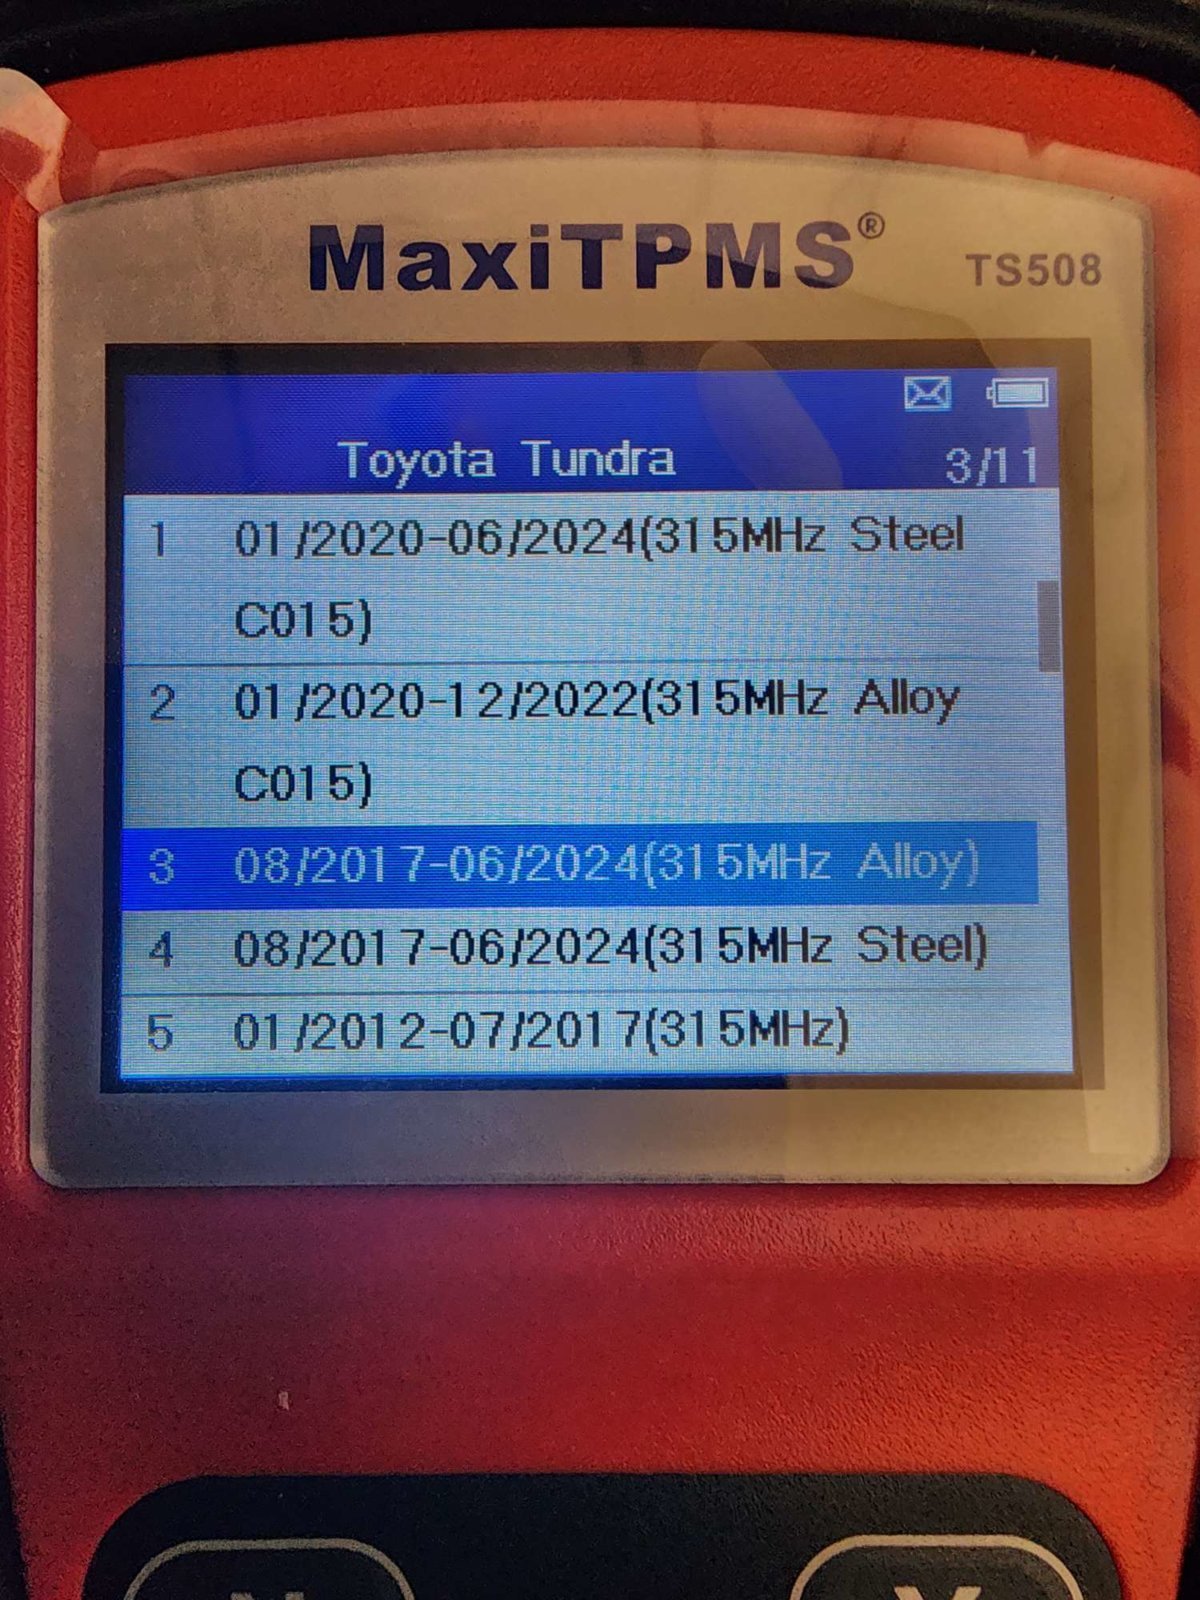 MaxiTPMS®
TS508
Toyota Tundra 3/11
1 01/2020-06/2024(315MHz Steel
C015)
2 01/2020-12/2022(315MHz Alloy
C015)
3 08/2017-06/2024(315MHz Alloy)
4 08/2017-06/2024(315MHz Steel)
5 01/2012-07/2017(315MHz)
N Y